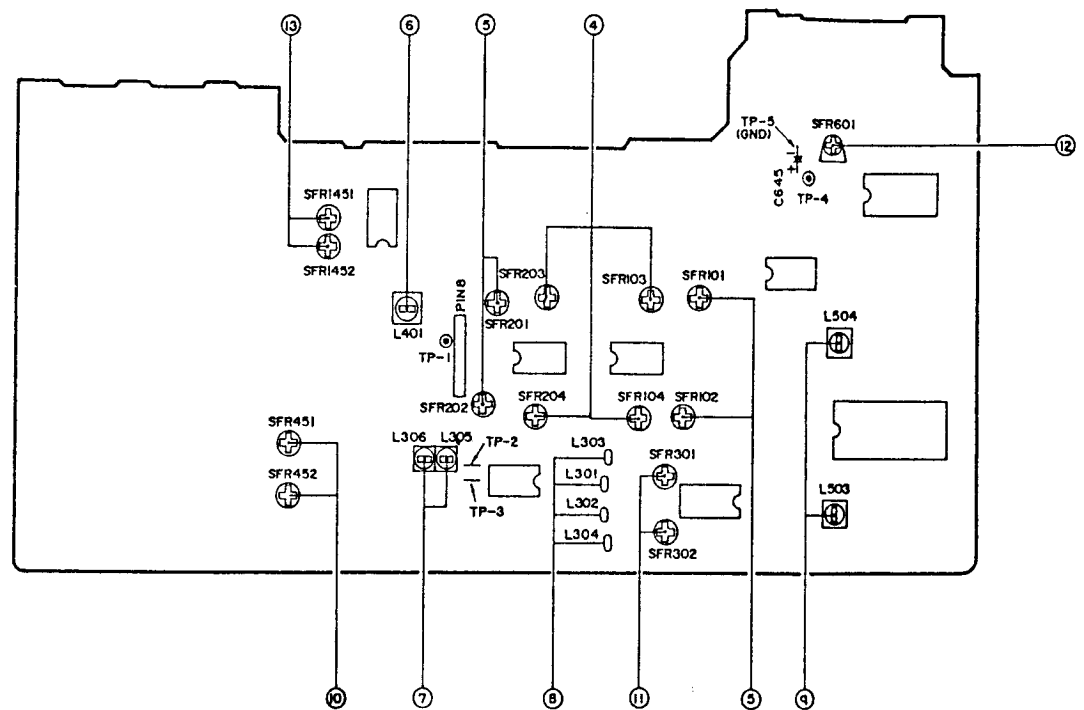 13
6
5
4
TP-5
(GND)
SFR601
12
C645
- +
TP-4
SFR1451
SFR1452
SFR203
SFR103
SFR101
PIN8
SFR201
L401
L504
TP-1
SFR202
SFR204
SFR104
SFR102
SFR451
L306
L305
TP-2
L303
SFR452
SFR301
L301
TP-3
L302
L503
L304
SFR302
10
7
8
11
5
9